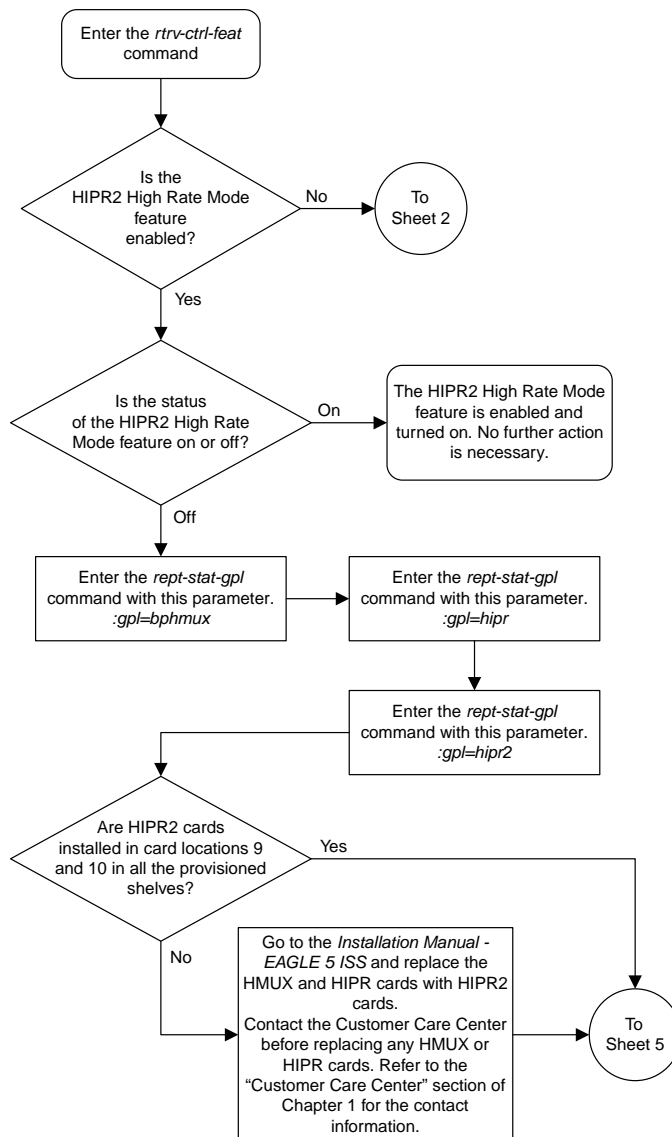 Enter the rtrv-ctrl-feat
command
Is the
HIPR2 High Rate Mode
feature
enabled?
No
To
Sheet 2
Yes
Is the status
of the HIPR2 High Rate
Mode feature on or off?
On
The HIPR2 High Rate Mode
feature is enabled and
turned on. No further action
is necessary.
Off
Enter the rept-stat-gpl
command with this parameter.
:gpl=bphmux
Enter the rept-stat-gpl
command with this parameter.
:gpl=hipr
Enter the rept-stat-gpl
command with this parameter.
:gpl=hipr2
Are HIPR2 cards
installed in card locations 9
and 10 in all the provisioned
shelves?
Yes
No
Go to the Installation Manual -
EAGLE 5 ISS and replace the
HMUX and HIPR cards with HIPR2
cards.
Contact the Customer Care Center
before replacing any HMUX or
HIPR cards. Refer to the
“Customer Care Center” section of
Chapter 1 for the contact
information.
To
Sheet 5